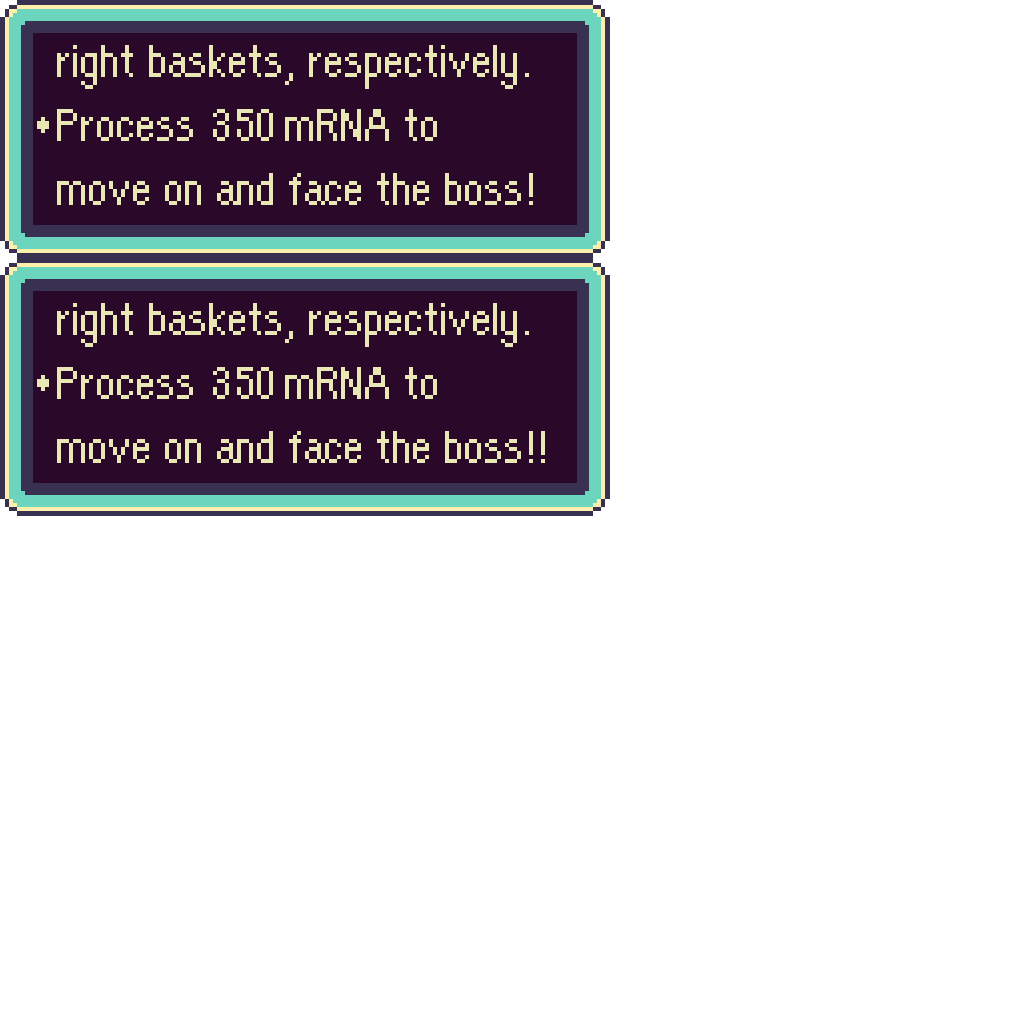 right baskets, respectively.
Process 350 mRNA to
move on and face the boss!
right baskets, respectively.
Process 350 mRNA to
move on and face the boss!!